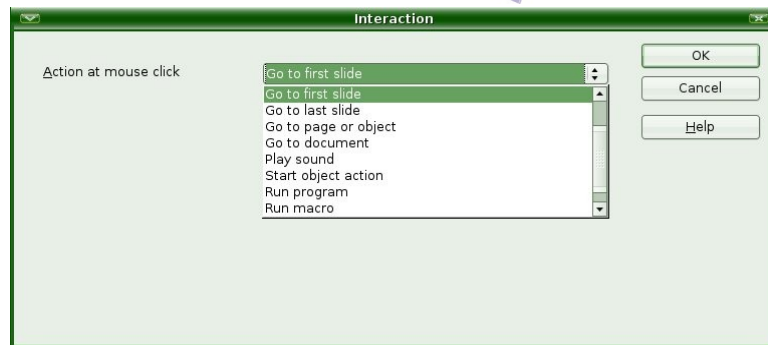 Interaction
Action at mouse click
Go to first slide
OK
Go to first slide
Cancel
Go to last slide
Go to page or object
Help
Go to document
Play sound
Start object action
Run program
Run macro